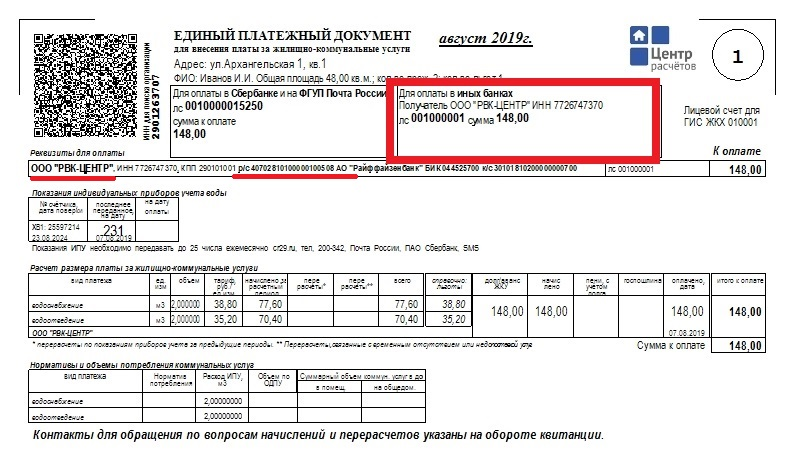 ЕДИНЫЙ ПЛАТЕЖНЫЙ ДОКУМЕНТ август 2019г.
для внесения платы за жилищно-коммунальные услуги
Центр расчётов
1
Адрес: ул.Архангельская 1, кв.1
ФИО: Иванов И.И. Общая площадь 48,00 кв.м.;
ИНН для поиска организации
2901263707
Для оплаты в Сбербанке и на ФГУП Почта России
лс 0010000015250
сумма к оплате
148,00
Для оплаты в иных банках
Получатель ООО "РВК-ЦЕНТР" ИНН 7726747370
лс 001000001 сумма 148,00
Лицевой счет для
ГИС ЖКХ 010001
Реквизиты для оплаты К оплате
ООО "РВК-ЦЕНТР", ИНН 7726747370, КПП 290101001 р/с 40702810100000100508 АО "Райффайзенбанк" БИК 044525700 к/с 30101810200000000700 лс 001000001 148,00
Показания индивидуальных приборов учета воды
№ счётчика, дата поверки последнее переданное, на дату на дату оплаты
ХВ1: 25597214 231
23.08.2024 07.08.2019
Показания ИПУ необходимо передавать до 25 числа ежемесячно cr29.ru, тел, 200-342, Почта России, ПАО Сбербанк, SMS
Расчет размера платы за жилищно-коммунальные услуги
вид платежа ед. изм объем тариф, руб./ед.изм начислено за расчетный период пере расчёты* пере расчёты** всего справочно: льготы долг/аванс ЖКУ начис лено пени, с учётом долга госпошлина оплачено, дата итого к оплате
водоснабжение м3 2,000000 38,80 77,60 77,60 38,80 148,00 148,00 148,00
водоотведение м3 2,000000 35,20 70,40 70,40 35,20
ООО "РВК-ЦЕНТР" 07.08.2019
* перерасчеты по показаниям приборов учета за предыдущие периоды. ** Перерасчеты, связанные с временным отсутствием или недопоставкой услуг Сумма к оплате 148,00
Нормативы и объемы потребления коммунальных услуг
вид платежа Норматив потребления Расход ИПУ, м3 Объем по ОДПУ Суммарный объем коммун. услуг в до
в помещ. на общедом.
водоснабжение 2,00000000
водоотведение 2,00000000
Контакты для обращения по вопросам начислений и перерасчетов указаны на обороте квитанции.